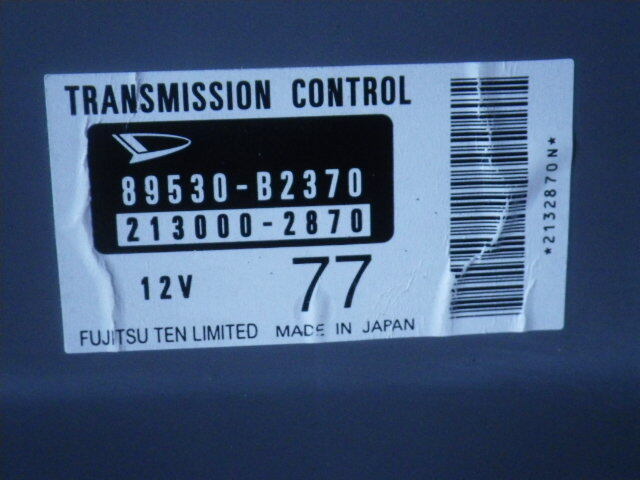 TRANSMISSION CONTROL
89530-B2370
213000-2870
12V
77
FUJITSU TEN LIMITED MADE IN JAPAN
*2132870N*